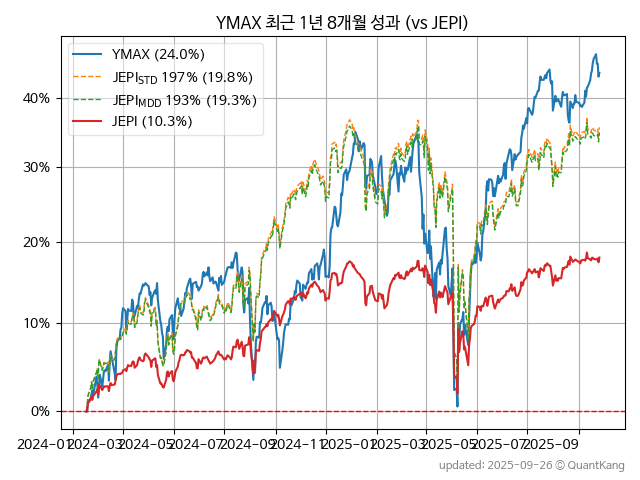 YMAX 최근 1년 8개월 성과 (vs JEPI)
YMAX (24.0%)
JEPI_STD 197% (19.8%)
JEPI_MDD 193% (19.3%)
JEPI (10.3%)
40%
30%
20%
10%
0%
2024-01 2024-03 2024-05 2024-07 2024-09 2024-11 2025-01 2025-03 2025-05 2025-07 2025-09
updated: 2025-09-26 © QuantKang